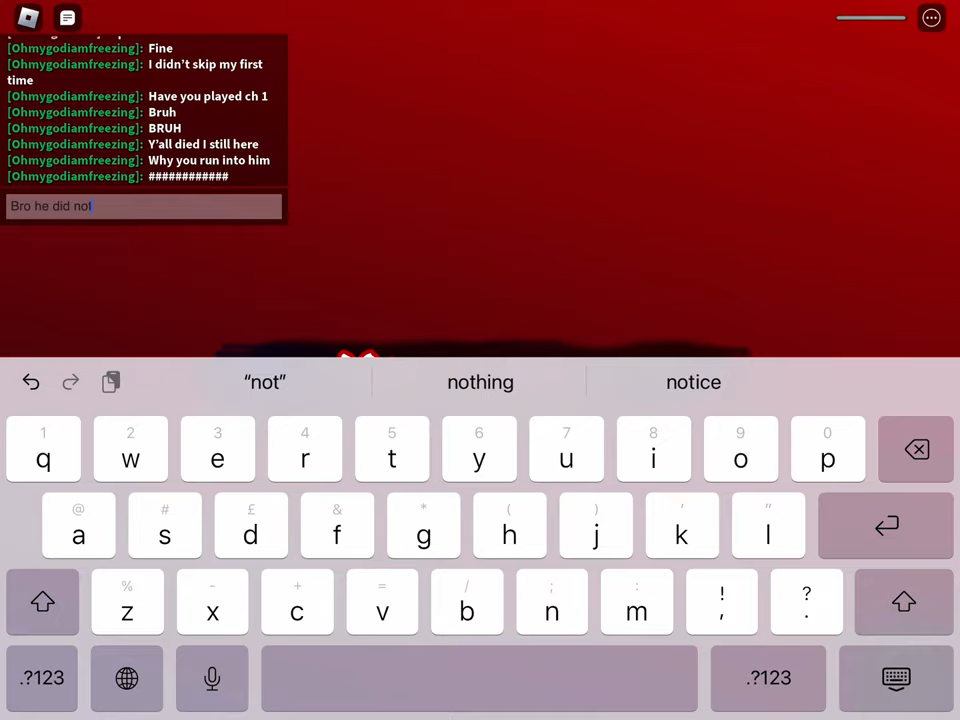 [Ohmygodiamfreezing]: Fine
[Ohmygodiamfreezing]: I didn’t skip my first
time
[Ohmygodiamfreezing]: Have you played ch 1
[Ohmygodiamfreezing]: Bruh
[Ohmygodiamfreezing]: BRUH
[Ohmygodiamfreezing]: Y’all died I still here
[Ohmygodiamfreezing]: Why you run into him
[Ohmygodiamfreezing]: ############
Bro he did not
“not” nothing notice
1 2 3 4 5 6 7 8 9 0
q w e r t y u i o p
@ # £ & * ( ) ’ ”
a s d f g h j k l
% - + = / ; : ! ?
z x c v b n m , .
.?123 .?123